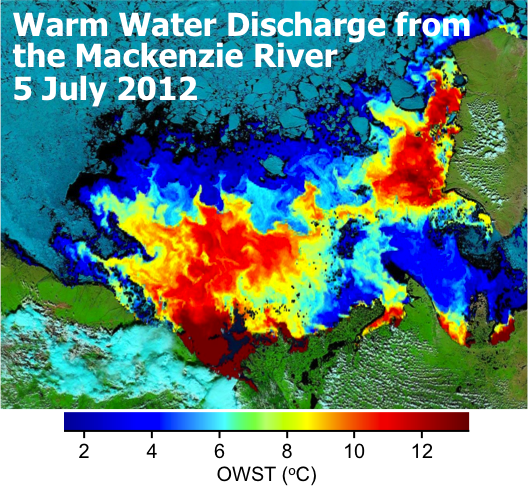 Warm Water Discharge from
the Mackenzie River
5 July 2012
2 4 6 8 10 12
OWST (ºC)